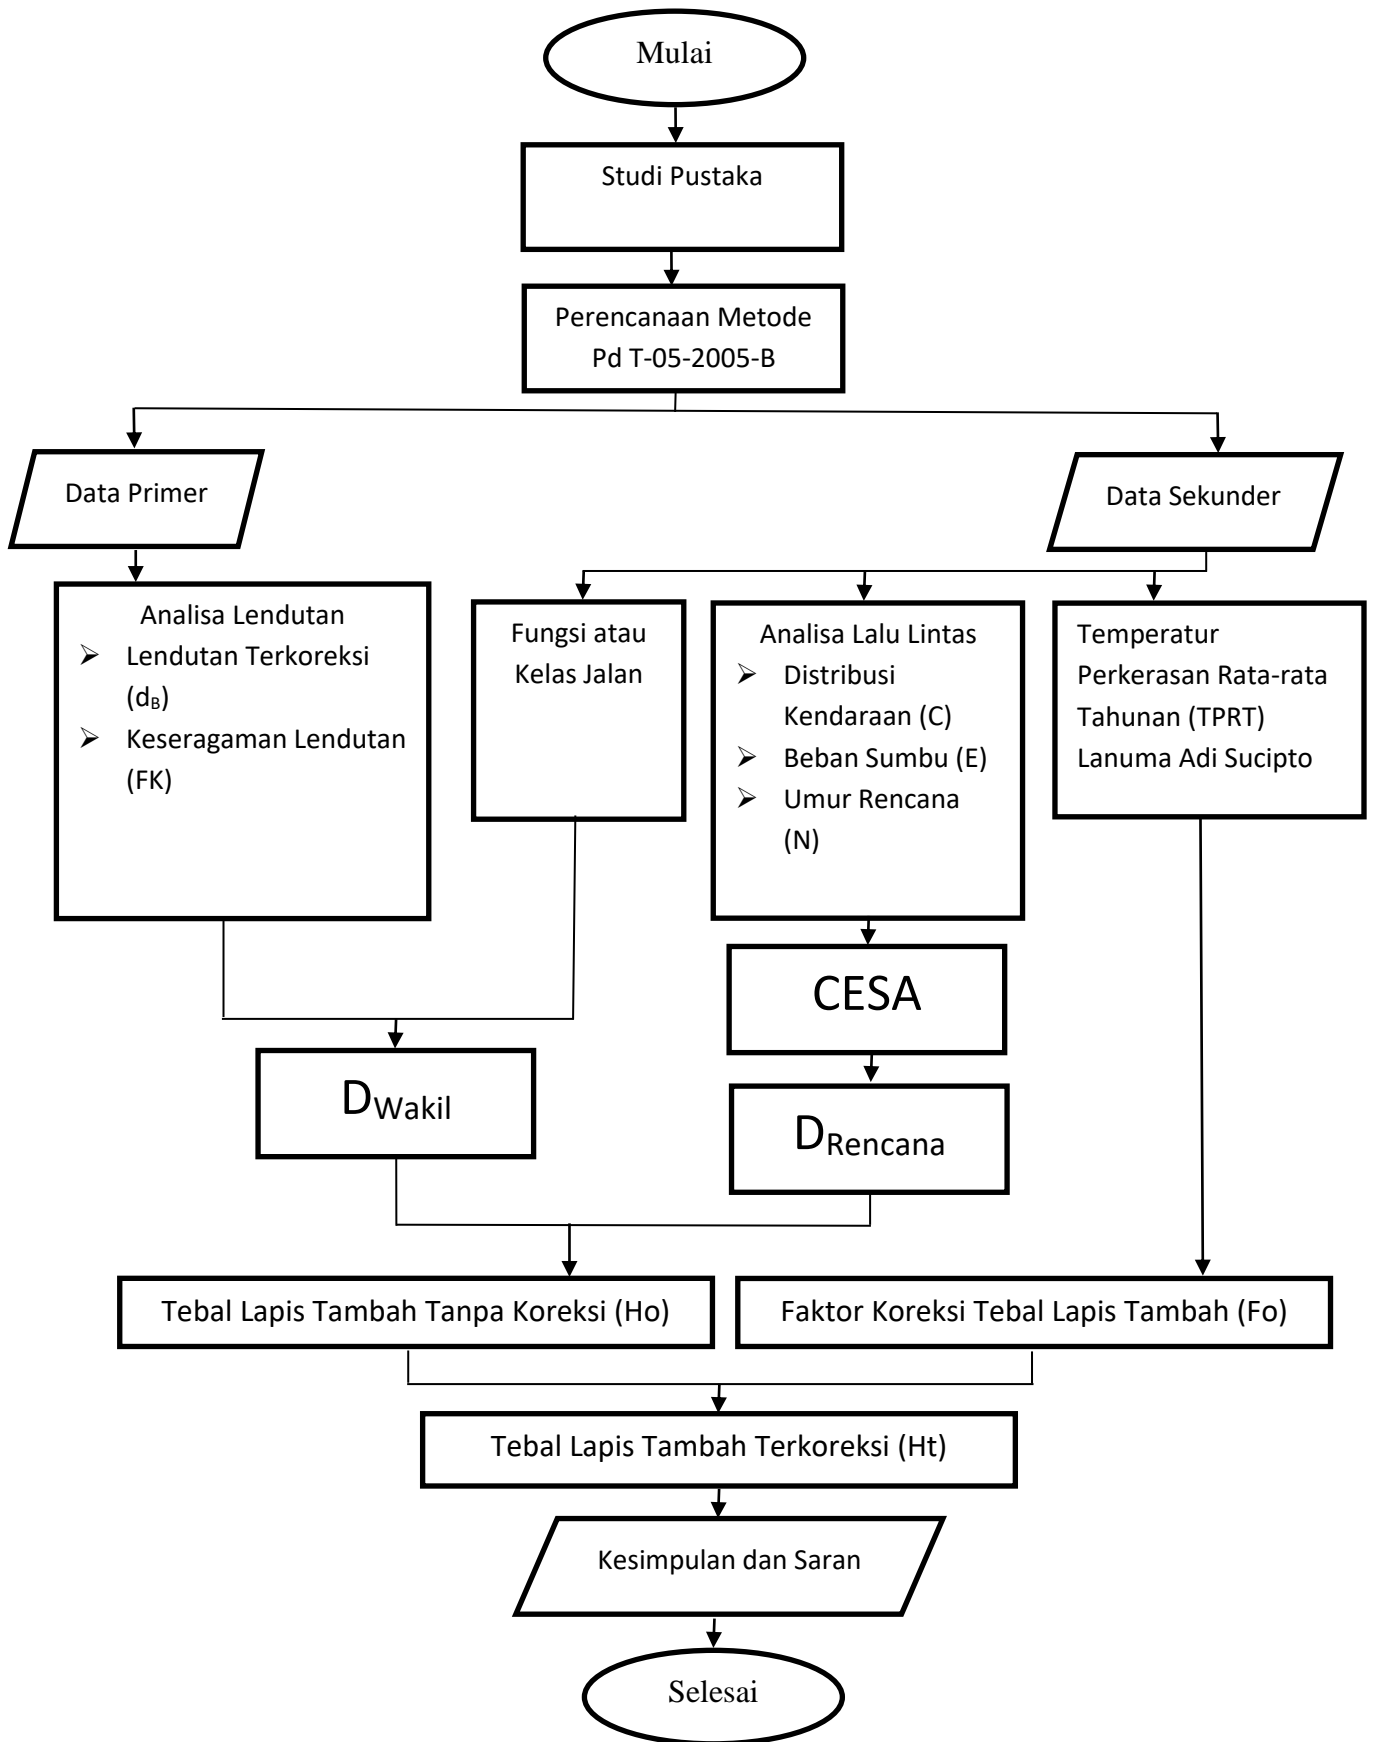 Mulai
Studi Pustaka
Perencanaan Metode
Pd T-05-2005-B
Data Primer
Data Sekunder
Analisa Lendutan
➢ Lendutan Terkoreksi
(dB)
➢ Keseragaman Lendutan
(FK)
Fungsi atau
Kelas Jalan
Analisa Lalu Lintas
➢ Distribusi
Kendaraan (C)
➢ Beban Sumbu (E)
➢ Umur Rencana
(N)
Temperatur
Perkerasan Rata-rata
Tahunan (TPRT)
Lanuma Adi Sucipto
CESA
DWakil
DRencana
Tebal Lapis Tambah Tanpa Koreksi (Ho)
Faktor Koreksi Tebal Lapis Tambah (Fo)
Tebal Lapis Tambah Terkoreksi (Ht)
Kesimpulan dan Saran
Selesai